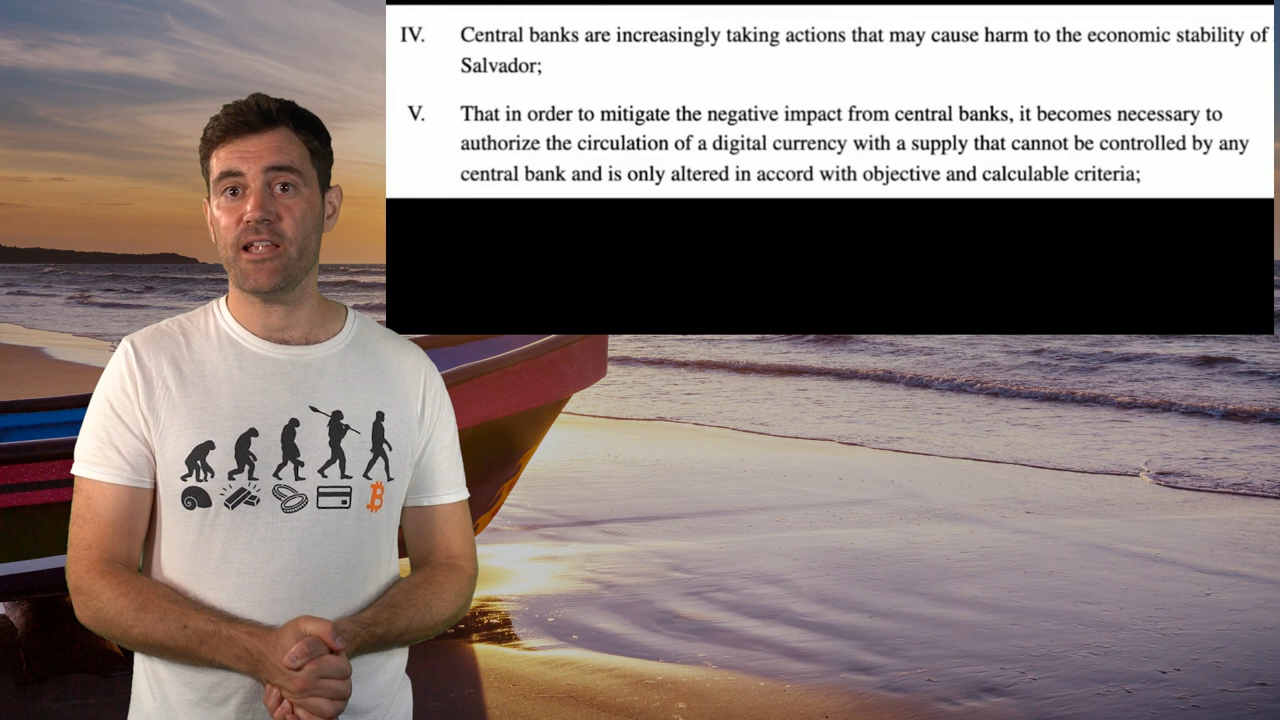 IV. Central banks are increasingly taking actions that may cause harm to the economic stability of
Salvador;
V. That in order to mitigate the negative impact from central banks, it becomes necessary to
authorize the circulation of a digital currency with a supply that cannot be controlled by any
central bank and is only altered in accord with objective and calculable criteria;